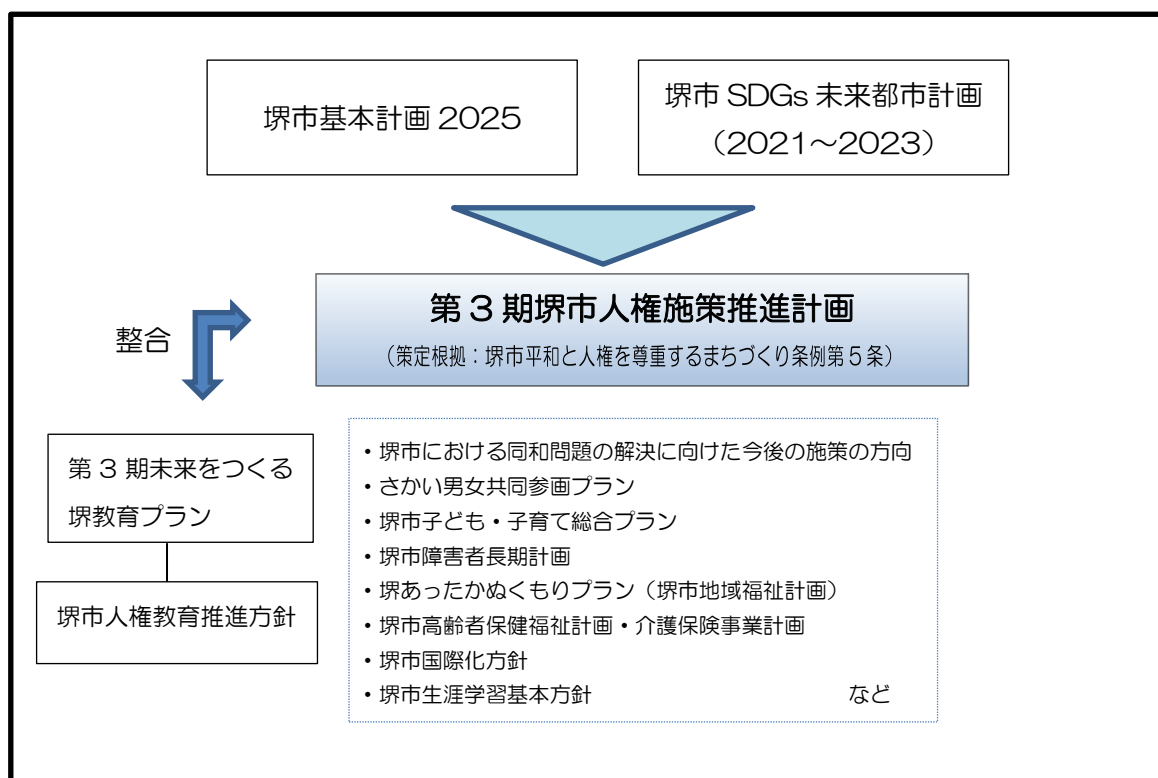 堺市基本計画 2025
堺市 SDGs 未来都市計画
（2021～2023）
第 3 期堺市人権施策推進計画
（策定根拠：堺市平和と人権を尊重するまちづくり条例第５条）
整合
第 3 期未来をつくる
堺教育プラン
堺市人権教育推進方針
・堺市における同和問題の解決に向けた今後の施策の方向
・さかい男女共同参画プラン
・堺市子ども・子育て総合プラン
・堺市障害者長期計画
・堺あったかぬくもりプラン（堺市地域福祉計画）
・堺市高齢者保健福祉計画・介護保険事業計画
・堺市国際化方針
・堺市生涯学習基本方針　など